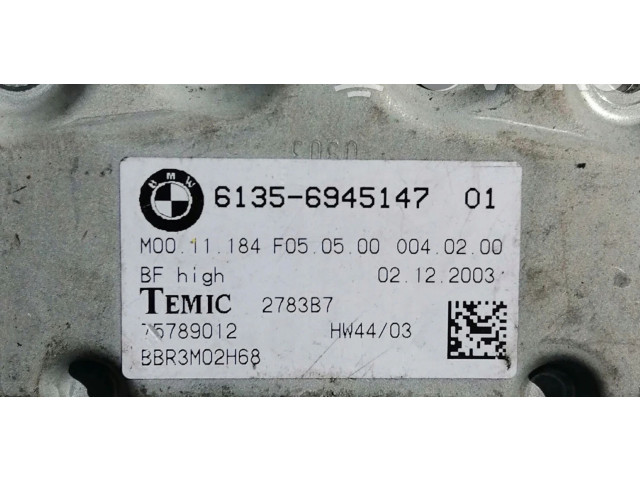 BMW
6135-6945147 01
M00.11.184 F05.05.00 004.02.00
BF high 02.12.2003
TEMIC 2783B7
75789012 HW44/03
BBR3M02H68